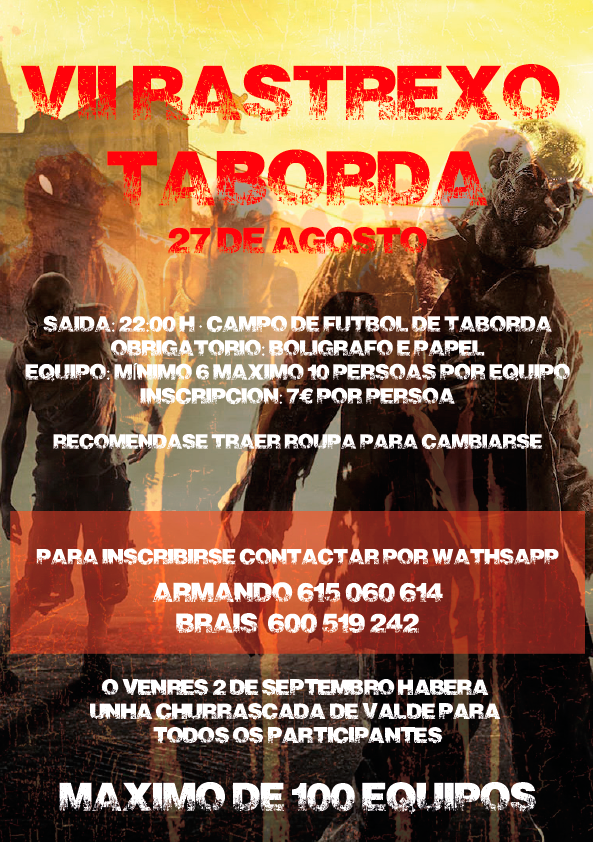 VII RASTREXO
TABORDA
27 DE AGOSTO
SAIDA: 22:00 H · CAMPO DE FUTBOL DE TABORDA
OBRIGATORIO: BOLIGRAFO E PAPEL
EQUIPO: MÍNIMO 6 MAXIMO 10 PERSOAS POR EQUIPO
INSCRIPCION: 7€ POR PERSOA
RECOMENDASE TRAER ROUPA PARA CAMBIARSE
PARA INSCRIBIRSE CONTACTAR POR WATHSAPP
ARMANDO 615 060 614
BRAIS 600 519 242
O VENRES 2 DE SEPTEMBRO HABERA
UNHA CHURRASCADA DE VALDE PARA
TODOS OS PARTICIPANTES
MAXIMO DE 100 EQUIPOS